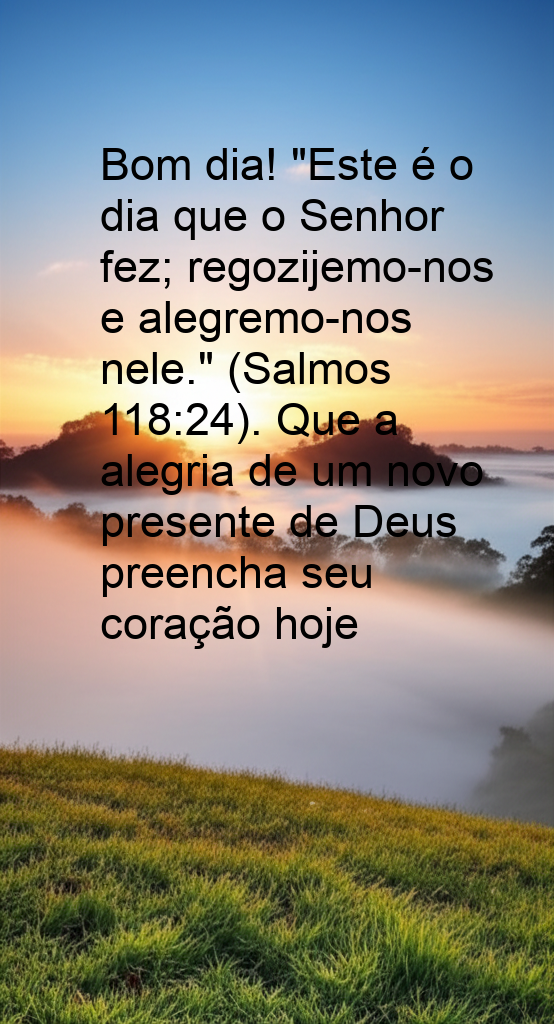 Bom dia! "Este é o
dia que o Senhor
fez; regozijemo-nos
e alegremo-nos
nele." (Salmos
118:24). Que a
alegria de um novo
presente de Deus
preencha seu
coração hoje